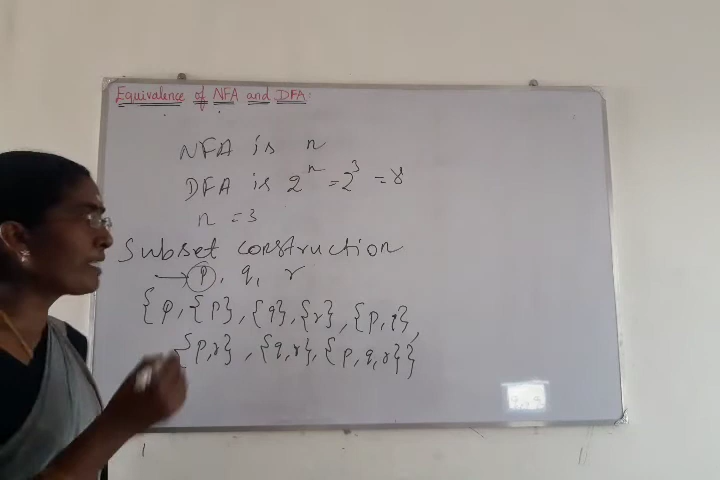 Equivalence of NFA and DFA:
NFA is n
DFA is 2^n = 2^3 = 8
n = 3
Subset construction
→ p, q, r
{φ, {p}, {q}, {r}, {p, q},
{p,r}, {q,r}, {p, q, r}}